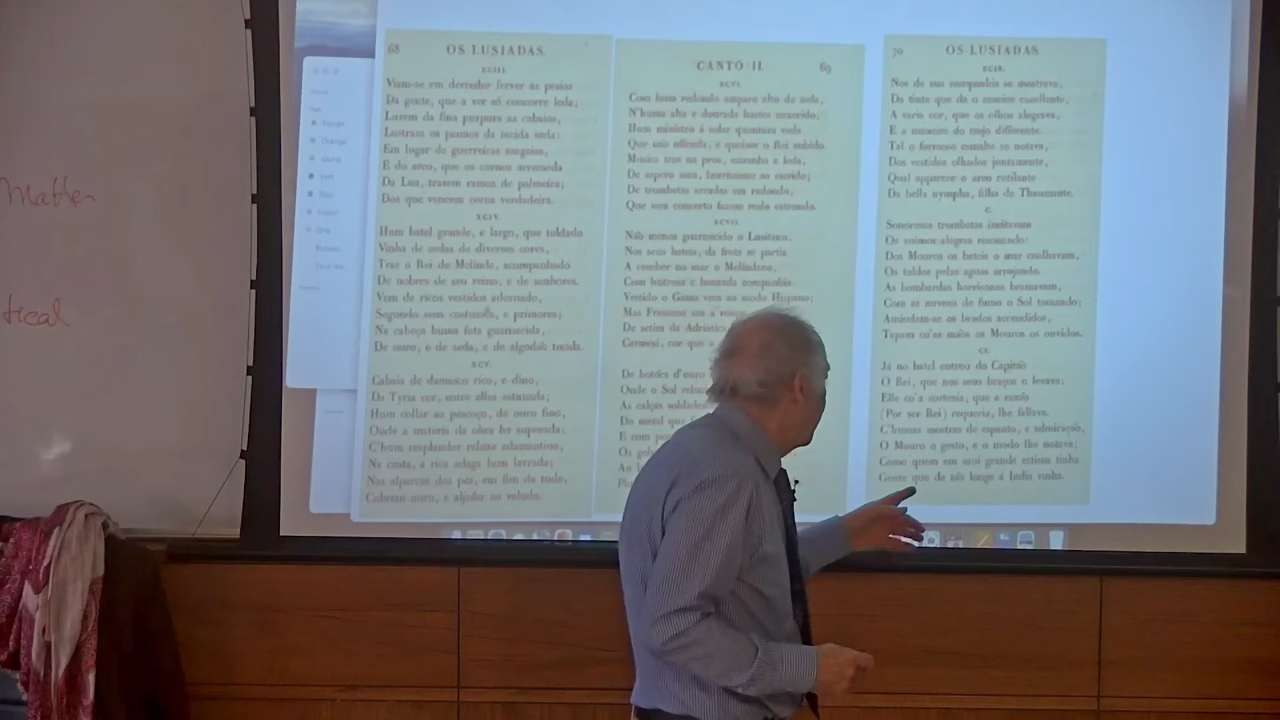 Matter
tical
68 OS LUSIADAS
XCIII.
Viam-se em derredor ferver as praias
Da gente, que a ver só concorre leda;
Luzem da fina purpura as cabaias,
Lustram os pannos da tecida seda:
Em lugar de guerreiras azagaias,
E do arco, que os cornos arremeda
Da Lua, trazem ramos de palmeira;
Dos que vencem coroa verdadeira.
XCIV.
Hum batel grande, e largo, que toldado
Vinha de sedas de diversas cores,
Traz o Rei de Melinde, acompanhado
De nobres de seu reino, e de senhores.
Vem de ricos vestidos adornado,
Segundo seus costumes, e primores;
Na cabeça huma fota guarnecida,
De ouro, e de seda, e de algodaõ tecida.
XCV.
Cabaia de damasco rico, e dino,
Da Tyria cor, entre elles estimada;
Hum collar ao pescoço, de ouro fino,
Onde a materia da obra he superada;
C'hum resplandor reluze adamantino,
Na cinta, a rica adaga bem lavrada;
Nas alparcas dos pés, em fim de tudo,
Cobrem ouro, e aljofar ao veludo.
CANTO II. 69
XCVI.
Com hum redondo amparo alto de seda,
N'huma alta e dourada hastea enxerido,
Hum ministro á solar quentura veda
Que naõ offenda, e queime o Rei subido.
Musica traz na proa, estranha e leda,
De aspero som, horrissono ao ouvido;
De trombetas arcadas em redondo,
Que sem concerto fazem rudo estrondo.
XCVII.
Naõ menos guarnecido o Lusitano,
Nos seus bateis, da frota se partia
A receber no mar o Melindano,
Com lustrosa e honrada companhia.
Vestido o Gama vem ao modo Hispano;
Mas Franceza era a
De setim da Adriatica
Carmesi, cor que a
De botões d'ouro
Onde o Sol
As calças soldadescas
Do metal que
E com
Os
Ao
70 OS LUSIADAS
XCIX.
Nos de sua companhia se mostrava,
Da tinta que dá o murice excellente,
A varia cor, que os olhos alegrava,
E a maneira do trajo differente.
Tal o formoso esmalte se notava,
Dos vestidos olhados juntamente,
Qual apparece o arco rutilante
Da bella nympha, filha de Thaumante.
C.
Sonorosas trombetas incitavam
Os animos alegres resoando:
Dos Mouros os bateis o mar coalhavam,
Os toldos pelas aguas arrojando.
As bombardas horrisonas bramavam,
Com as nuvens de fumo o Sol tomando;
Amiudam-se os brados accendidos,
Tapam co'as maõs os Mouros os ouvidos.
CI.
Já no batel entrou do Capitaõ
O Rei, que nos seus braços o levava;
Elle co'a cortesia, que a razaõ
(Por ser Rei) requeria, lhe fallava.
C'humas mostras de espanto, e admiraçaõ,
O Mouro o gesto, e o modo lhe notava;
Como quem em mui grande estima tinha
Gente que de taõ longe á India vinha.